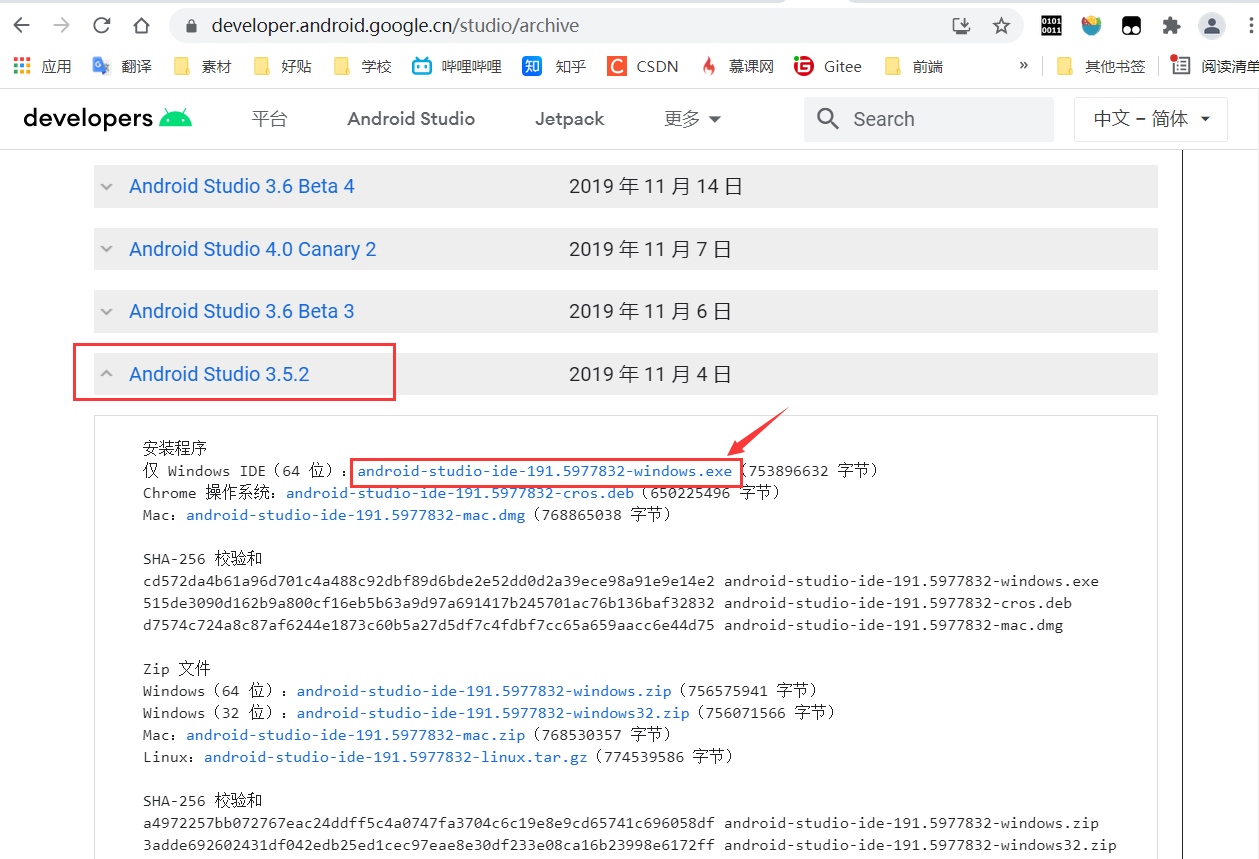 developer.android.google.cn/studio/archive
0101 0011
应用 翻译 素材 好贴 学校 哔哩哔哩 知 知乎 C CSDN 慕课网 G Gitee 前端 » 其他书签 阅读清单
developers 平台 Android Studio Jetpack 更多 Search 中文 – 简体
Android Studio 3.6 Beta 4 2019 年 11 月 14 日
Android Studio 4.0 Canary 2 2019 年 11 月 7 日
Android Studio 3.6 Beta 3 2019 年 11 月 6 日
Android Studio 3.5.2 2019 年 11 月 4 日
安装程序
仅 Windows IDE（64 位）：android-studio-ide-191.5977832-windows.exe（753896632 字节）
Chrome 操作系统：android-studio-ide-191.5977832-cros.deb（650225496 字节）
Mac：android-studio-ide-191.5977832-mac.dmg（768865038 字节）
SHA-256 校验和
cd572da4b61a96d701c4a488c92dbf89d6bde2e52dd0d2a39ece98a91e9e14e2 android-studio-ide-191.5977832-windows.exe
515de3090d162b9a800cf16eb5b63a9d97a691417b245701ac76b136baf32832 android-studio-ide-191.5977832-cros.deb
d7574c724a8c87af6244e1873c60b5a27d5df7c4fdbf7cc65a659aacc6e44d75 android-studio-ide-191.5977832-mac.dmg
Zip 文件
Windows（64 位）：android-studio-ide-191.5977832-windows.zip（756575941 字节）
Windows（32 位）：android-studio-ide-191.5977832-windows32.zip（756071566 字节）
Mac：android-studio-ide-191.5977832-mac.zip（768530357 字节）
Linux：android-studio-ide-191.5977832-linux.tar.gz（774539586 字节）
SHA-256 校验和
a4972257bb072767eac24ddff5c4a0747fa3704c6c19e8e9cd65741c696058df android-studio-ide-191.5977832-windows.zip
3adde692602431df042edb25ed1cec97eae8e30df233e08ca16b23998e6172ff android-studio-ide-191.5977832-windows32.zip